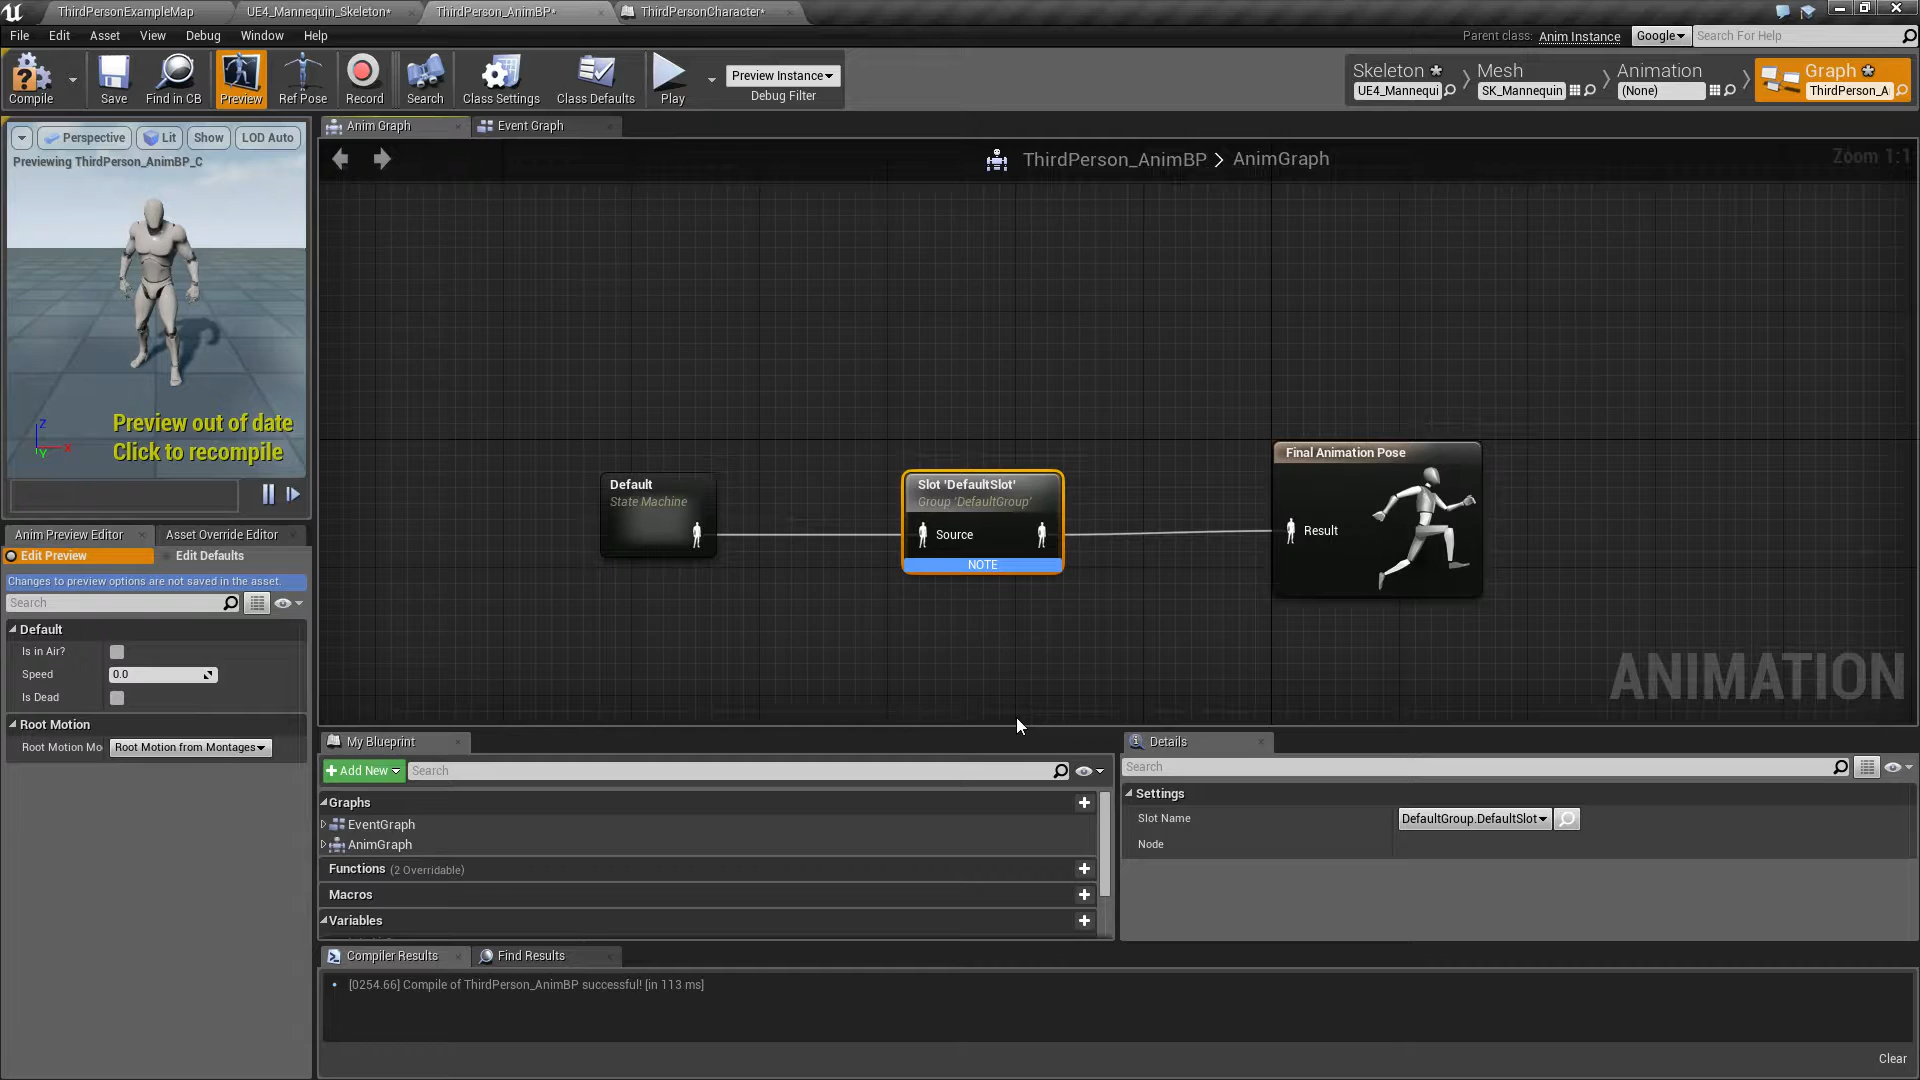 ThirdPersonExampleMap
UE4_Mannequin_Skeleton*
ThirdPerson_AnimBP*
ThirdPersonCharacter*
File Edit Asset View Debug Window Help
Parent class: Anim Instance Google Search For Help
Compile Save Find in CB Preview Ref Pose Record Search Class Settings Class Defaults Play
Preview Instance
Debug Filter
Skeleton Mesh Animation Graph
UE4_Mannequi SK_Mannequin (None) ThirdPerson_A
Perspective Lit Show LOD Auto
Previewing ThirdPerson_AnimBP_C
Z
X
Y
Preview out of date
Click to recompile
Anim Preview Editor Asset Override Editor
Edit Preview Edit Defaults
Changes to preview options are not saved in the asset.
Search
Default
Is in Air?
Speed 0.0
Is Dead
Root Motion
Root Motion Mo Root Motion from Montages
Anim Graph Event Graph
ThirdPerson_AnimBP > AnimGraph
Zoom 1:1
Default
State Machine
Slot 'DefaultSlot'
Group 'DefaultGroup'
Source
NOTE
Final Animation Pose
Result
ANIMATION
My Blueprint
Add New Search
Graphs
EventGraph
AnimGraph
Functions (2 Overridable)
Macros
Variables
Details
Search
Settings
Slot Name DefaultGroup.DefaultSlot
Node
Compiler Results Find Results
[0254.66] Compile of ThirdPerson_AnimBP successful! [in 113 ms]
Clear